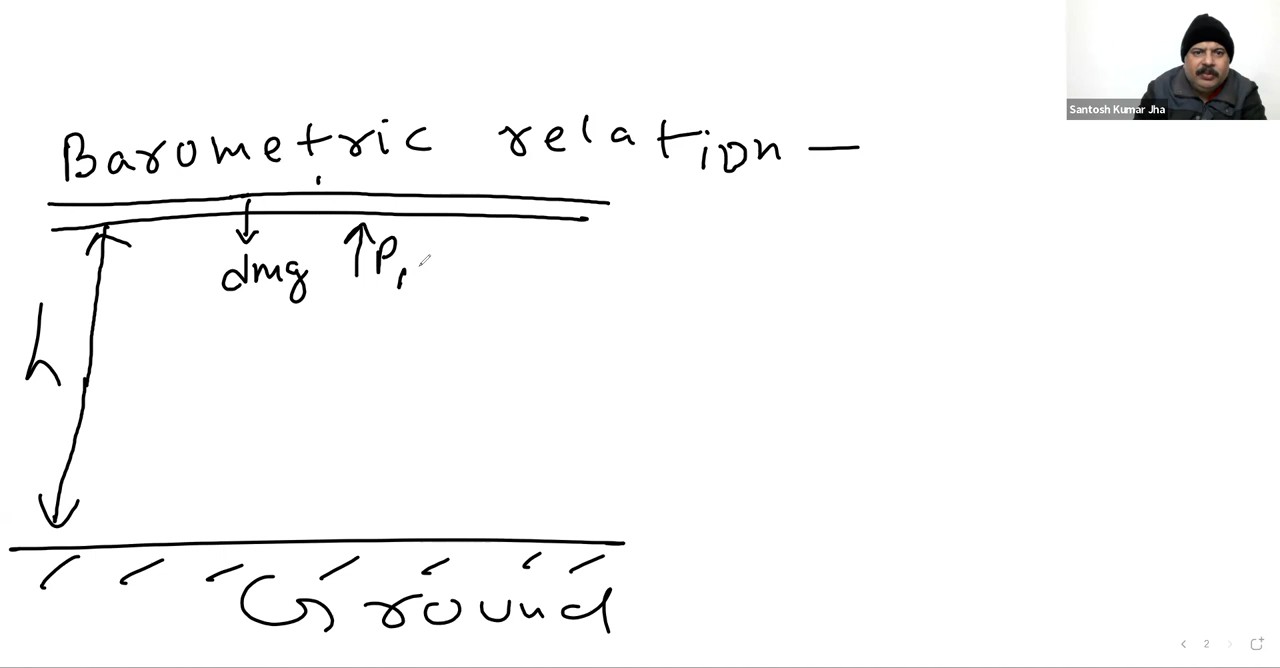 Santosh Kumar Jha
Barometric relation —
dmg ↑P,
h
Ground
2